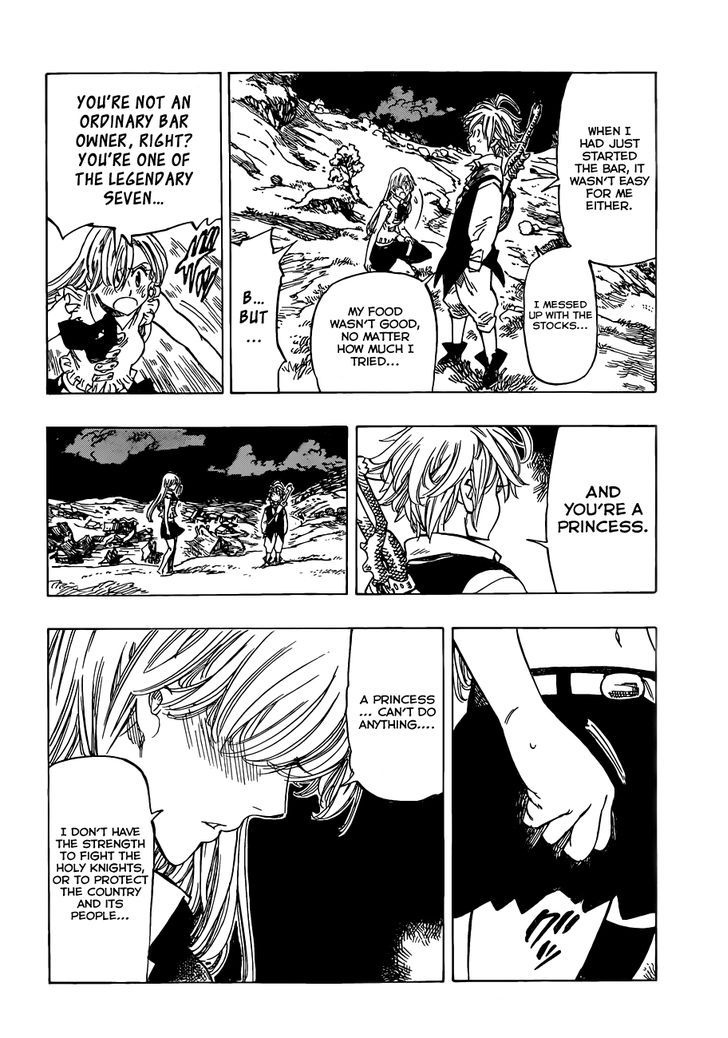 WHEN I
HAD JUST
STARTED
THE BAR, IT
WASN'T EASY
FOR ME
EITHER.
I MESSED
UP WITH THE
STOCKS...
MY FOOD
WASN'T GOOD,
NO MATTER
HOW MUCH I
TRIED...
B...
BUT
...
YOU'RE NOT AN
ORDINARY BAR
OWNER, RIGHT?
YOU'RE ONE OF
THE LEGENDARY
SEVEN...
AND
YOU'RE A
PRINCESS.
A PRINCESS
... CAN'T DO
ANYTHING....
I DON'T HAVE
THE STRENGTH
TO FIGHT THE
HOLY KNIGHTS,
OR TO PROTECT
THE COUNTRY
AND ITS
PEOPLE...